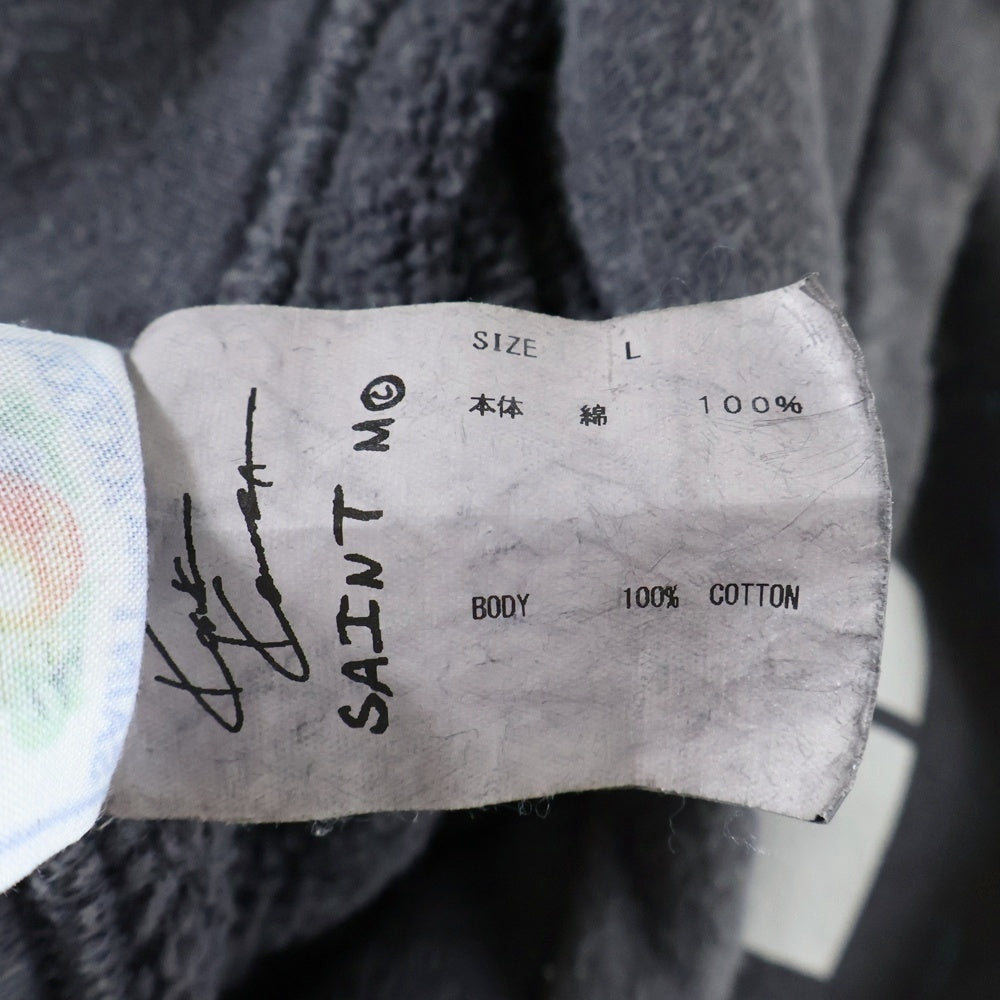 SIZE L
本体 綿 100%
BODY 100% COTTON
SAINT M©